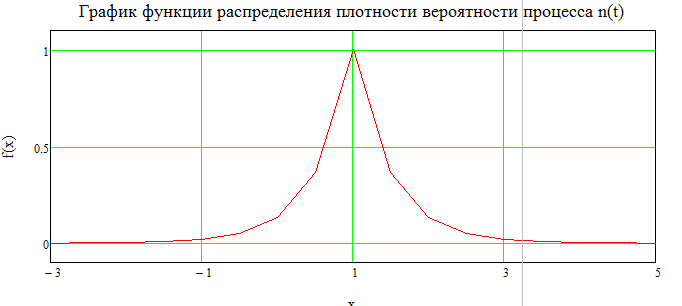 График функции распределения плотности вероятности процесса n(t)
f(x)
1
0.5
0
− 3
− 1
1
3
5
x